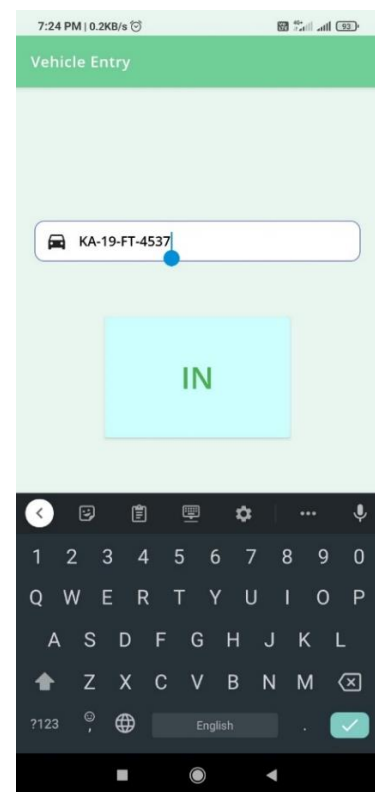 7:24 PM | 0.2KB/s
93
Vehicle Entry
KA-19-FT-4537
IN
1 2 3 4 5 6 7 8 9 0
Q W E R T Y U I O P
A S D F G H J K L
Z X C V B N M
?123 , English .